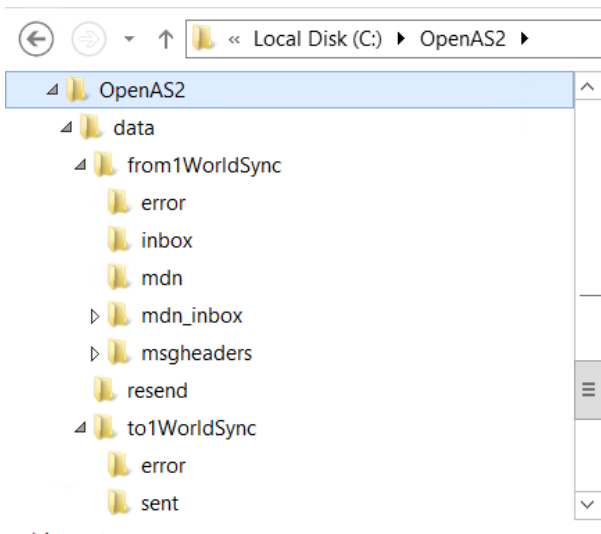 « Local Disk (C:) ▶ OpenAS2 ▶
OpenAS2
data
from1WorldSync
error
inbox
mdn
mdn_inbox
msgheaders
resend
to1WorldSync
error
sent